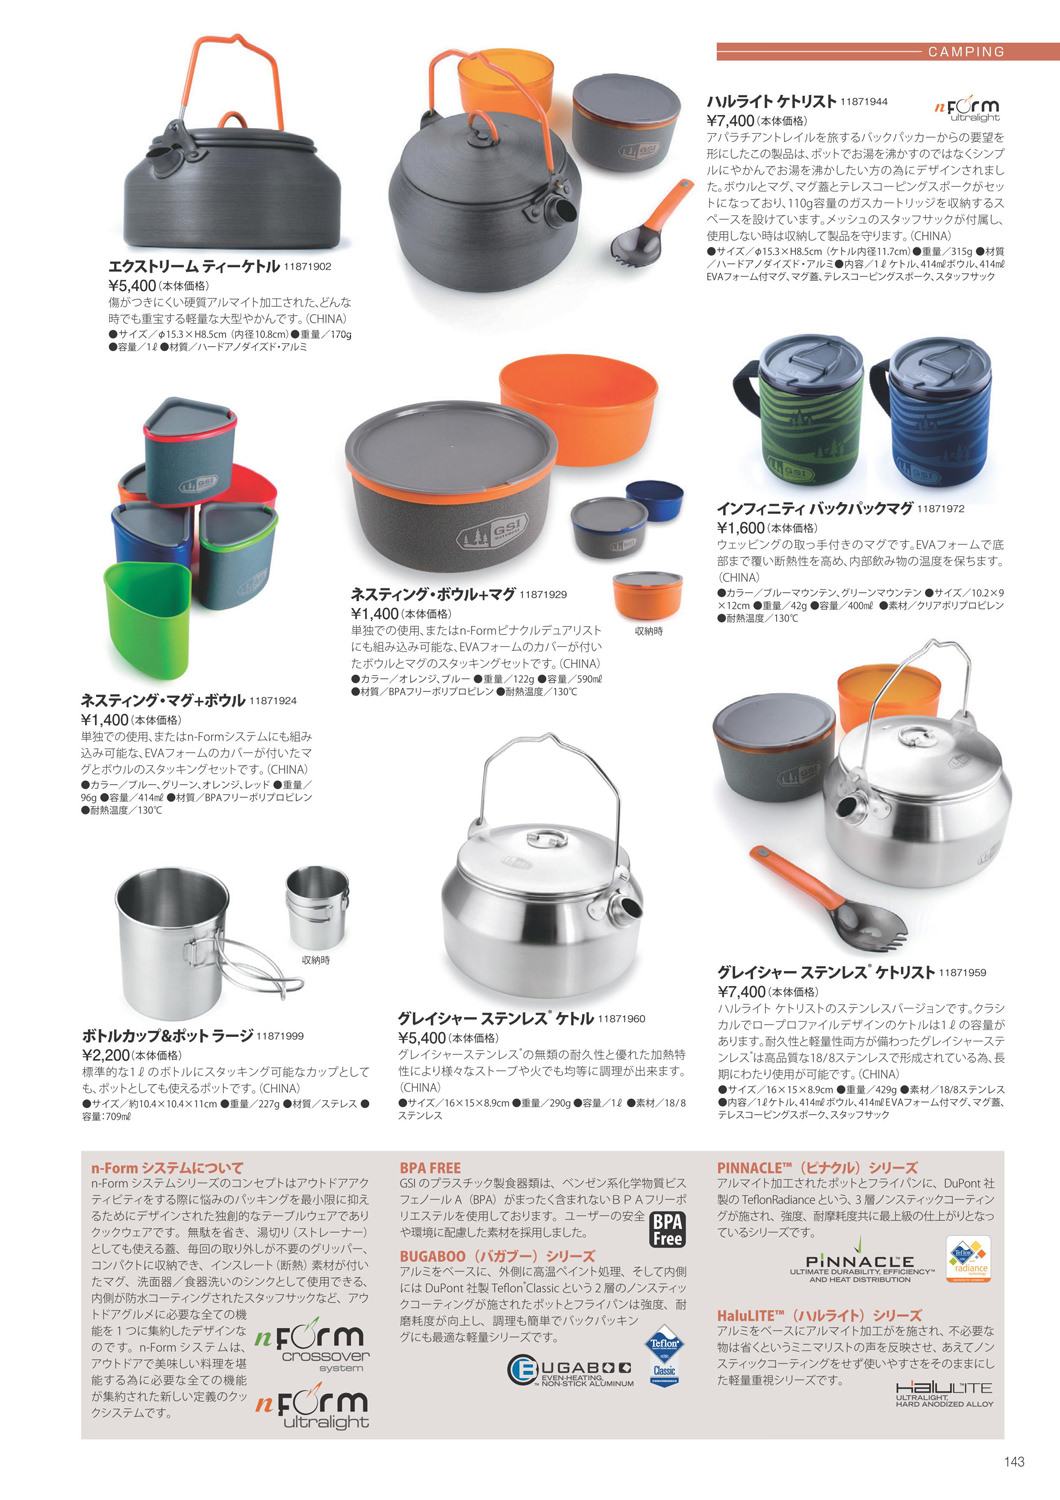 CAMPING
エクストリーム ティーケトル 11871902
¥5,400(本体価格)
傷がつきにくい硬質アルマイト加工された、どんな
時でも重宝する軽量な大型やかんです。(CHINA)
●サイズ／φ15.3×H8.5cm (内径10.8cm)●重量／170g
●容量／1ℓ ●材質／ハードアノダイズド・アルミ
ハルライト ケトリスト 11871944
nForm
ultralight
¥7,400(本体価格)
アパラチアントレイルを旅するバックパッカーからの要望を
形にしたこの製品は、ポットでお湯を沸かすのではなくシンプ
ルにやかんでお湯を沸かしたい方の為にデザインされまし
た。ボウルとマグ、マグ蓋とテレスコーピングスポークがセッ
トになっており、110g容量のガスカートリッジを収納するス
ペースを設けています。メッシュのスタッフサックが付属し、
使用しない時は収納して製品を守ります。(CHINA)
●サイズ／φ15.3×H8.5cm (ケトル内径11.7cm)●重量／315g ●材質
／ハードアノダイズド・アルミ●内容／1ℓケトル、414mℓボウル、414mℓ
EVAフォーム付マグ、マグ蓋、テレスコーピングスポーク、スタッフサック
インフィニティ バックパックマグ 11871972
¥1,600(本体価格)
ウェッビングの取っ手付きのマグです。EVAフォームで底
部まで覆い断熱性を高め、内部飲み物の温度を保ちます。
(CHINA)
●カラー／ブルーマウンテン、グリーンマウンテン ●サイズ／10.2×9
×12cm ●重量／42g ●容量／400mℓ ●素材／クリアポリプロピレン
●耐熱温度／130℃
GSI
ネスティング・ボウル+マグ 11871929
¥1,400(本体価格)
単独での使用、またはn-Formピナクルデュアリスト
にも組み込み可能な、EVAフォームのカバーが付い
たボウルとマグのスタッキングセットです。(CHINA)
●カラー／オレンジ、ブルー ●重量／122g ●容量／590mℓ
●材質／BPAフリーポリプロピレン ●耐熱温度／130℃
収納時
ネスティング・マグ+ボウル 11871924
¥1,400(本体価格)
単独での使用、またはn-Formシステムにも組み
込み可能な、EVAフォームのカバーが付いたマ
グとボウルのスタッキングセットです。(CHINA)
●カラー／ブルー、グリーン、オレンジ、レッド ●重量／
96g ●容量／414mℓ ●材質／BPAフリーポリプロピレン
●耐熱温度／130℃
収納時
ボトルカップ&ポット ラージ 11871999
¥2,200(本体価格)
標準的な1ℓのボトルにスタッキング可能なカップとして
も、ポットとしても使えるポットです。(CHINA)
●サイズ／約10.4×10.4×11cm ●重量／227g ●材質／ステレス ●
容量:709mℓ
グレイシャー ステンレス® ケトル 11871960
¥5,400(本体価格)
グレイシャーステンレス®の無類の耐久性と優れた加熱特
性により様々なストーブや火でも均等に調理が出来ます。
(CHINA)
●サイズ／16×15×8.9cm ●重量／290g ●容量／1ℓ ●素材／18/8
ステンレス
グレイシャー ステンレス® ケトリスト 11871959
¥7,400(本体価格)
ハルライト ケトリストのステンレスバージョンです。クラシ
カルでロープロファイルデザインのケトルは1ℓの容量が
あります。耐久性と軽量性両方が備わったグレイシャーステ
ンレス®は高品質な18/8ステンレスで形成されている為、長
期にわたり使用が可能です。(CHINA)
●サイズ／16×15×8.9cm ●重量／429g ●素材／18/8ステンレス
●内容／1ℓケトル、414mℓボウル、414mℓEVAフォーム付マグ、マグ蓋、
テレスコーピングスポーク、スタッフサック
n-Form システムについて
n-Form システムシリーズのコンセプトはアウトドアアク
ティビティをする際に悩みのパッキングを最小限に抑え
るためにデザインされた独創的なテーブルウェアであり
クックウェアです。無駄を省き、湯切り（ストレーナー）
としても使える蓋、毎回の取り外しが不要のグリッパー、
コンパクトに収納でき、インスレート（断熱）素材が付い
たマグ、洗面器／食器洗いのシンクとして使用できる、
内側が防水コーティングされたスタッフサックなど、アウ
トドアグルメに必要な全ての機
能を1つに集約したデザインな
のです。n-Form システムは、
アウトドアで美味しい料理を堪
能する為に必要な全ての機能
が集約された新しい定義のクッ
クシステムです。
nForm
crossover
system
nForm
ultralight
BPA FREE
GSI のプラスチック製食器類は、ベンゼン系化学物質ビス
フェノール A（BPA）がまったく含まれないＢＰＡフリーポ
リエステルを使用しております。ユーザーの安全
や環境に配慮した素材を採用しました。
BPA
Free
BUGABOO（バガブー）シリーズ
アルミをベースに、外側に高温ペイント処理、そして内側
には DuPont 社製 Teflon®Classic という2層のノンスティッ
クコーティングが施されたポットとフライパンは強度、耐
磨耗度が向上し、調理も簡単でバックパッキン
グにも最適な軽量シリーズです。
BUGABOO
EVEN-HEATING,
NON-STICK ALUMINUM
Teflon
Classic
PINNACLE™（ピナクル）シリーズ
アルマイト加工されたポットとフライパンに、DuPont 社
製の TeflonRadiance という、3層ノンスティックコーティン
グが施され、強度、耐摩耗度共に最上級の仕上がりとなっ
ているシリーズです。
PiNNACLE™
ULTIMATE DURABILITY, EFFICIENCY™
AND HEAT DISTRIBUTION
Teflon
radiance
HaluLITE™（ハルライト）シリーズ
アルミをベースにアルマイト加工がを施され、不必要な
物は省くというミニマリストの声を反映させ、あえてノン
スティックコーティングをせず使いやすさをそのままにし
た軽量重視シリーズです。
HaluLITE
ULTRALIGHT,
HARD ANODIZED ALLOY
143